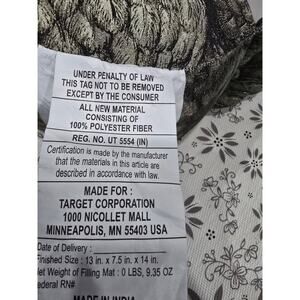 UNDER PENALTY OF LAW
THIS TAG NOT TO BE REMOVED
EXCEPT BY THE CONSUMER
ALL NEW MATERIAL
CONSISTING OF
100% POLYESTER FIBER
REG. NO. UT 5554 (IN)
Certification is made by the manufacturer
that the materials in this article are
described in accordance with law.
MADE FOR :
TARGET CORPORATION
1000 NICOLLET MALL
MINNEAPOLIS, MN 55403 USA
Date of Delivery :
Finished Size : 13 in. x 7.5 in. x 14 in.
Net Weight of Filling Mat : 0 LBS, 9.35 OZ
Federal RN#
MADE IN INDIA